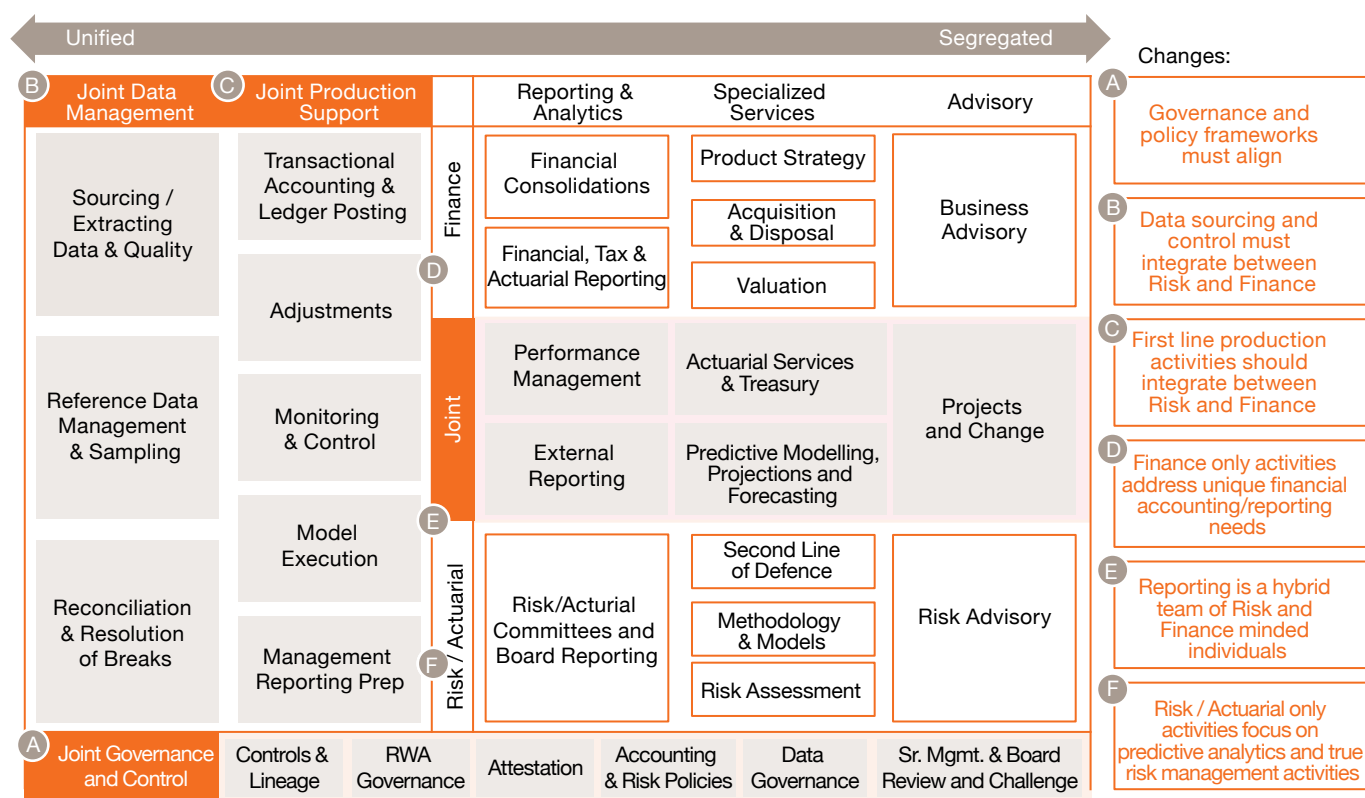 Unified
Segregated
Changes:
B
Joint Data
Management
C
Joint Production
Support
Reporting &
Analytics
Specialized
Services
Advisory
Sourcing /
Extracting
Data & Quality
Reference Data
Management
& Sampling
Reconciliation
& Resolution
of Breaks
Transactional
Accounting &
Ledger Posting
Adjustments
Monitoring
& Control
Model
Execution
Management
Reporting Prep
D
Finance
Financial
Consolidations
Financial, Tax &
Actuarial Reporting
Product Strategy
Acquisition
& Disposal
Valuation
Business
Advisory
E
Joint
Performance
Management
External
Reporting
Actuarial Services
& Treasury
Predictive Modelling,
Projections and
Forecasting
Projects
and Change
F
Risk / Actuarial
Risk/Acturial
Committees and
Board Reporting
Second Line
of Defence
Methodology
& Models
Risk Assessment
Risk Advisory
A
Joint Governance
and Control
Controls &
Lineage
RWA
Governance
Attestation
Accounting
& Risk Policies
Data
Governance
Sr. Mgmt. & Board
Review and Challenge
A
Governance and
policy frameworks
must align
B
Data sourcing and
control must
integrate between
Risk and Finance
C
First line production
activities should
integrate between
Risk and Finance
D
Finance only activities
address unique financial
accounting/reporting
needs
E
Reporting is a hybrid
team of Risk and
Finance minded
individuals
F
Risk / Actuarial only
activities focus on
predictive analytics and true
risk management activities